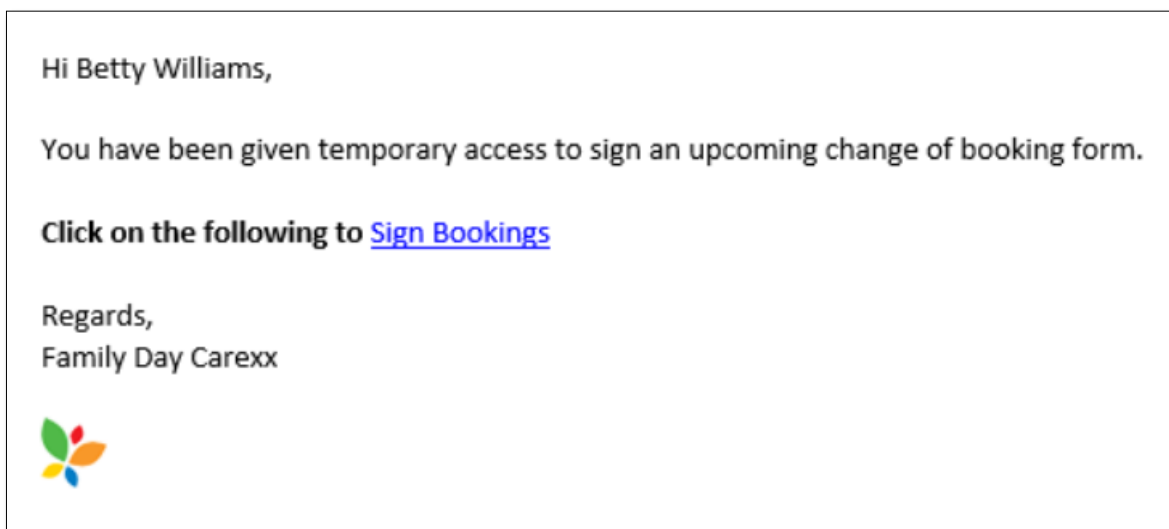 Hi Betty Williams,
You have been given temporary access to sign an upcoming change of booking form.
Click on the following to Sign Bookings
Regards,
Family Day Carexx